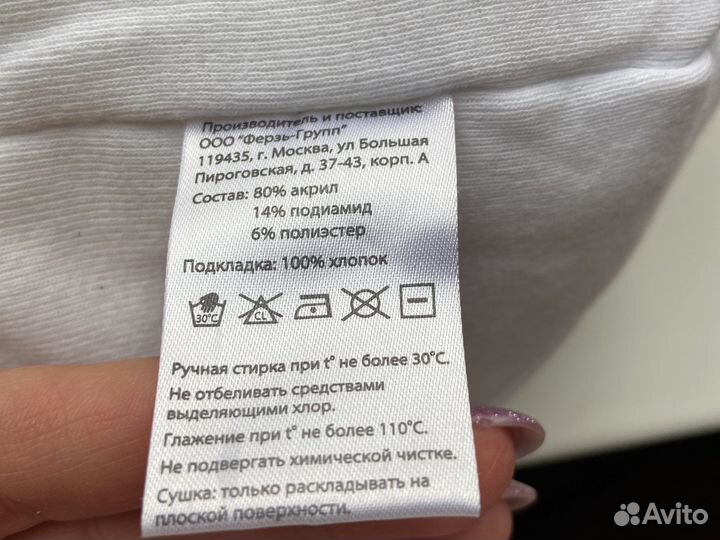 Производитель и поставщик:
ООО "Ферзь-Групп"
119435, г. Москва, ул Большая
Пироговская, д. 37-43, корп. А
Состав: 80% акрил
14% подиамид
6% полиэстер
Подкладка: 100% хлопок
30°C CL
Ручная стирка при t° не более 30°C.
Не отбеливать средствами
выделяющими хлор.
Глажение при t° не более 110°C.
Не подвергать химической чистке.
Сушка: только раскладывать на
плоской поверхности.
Avito